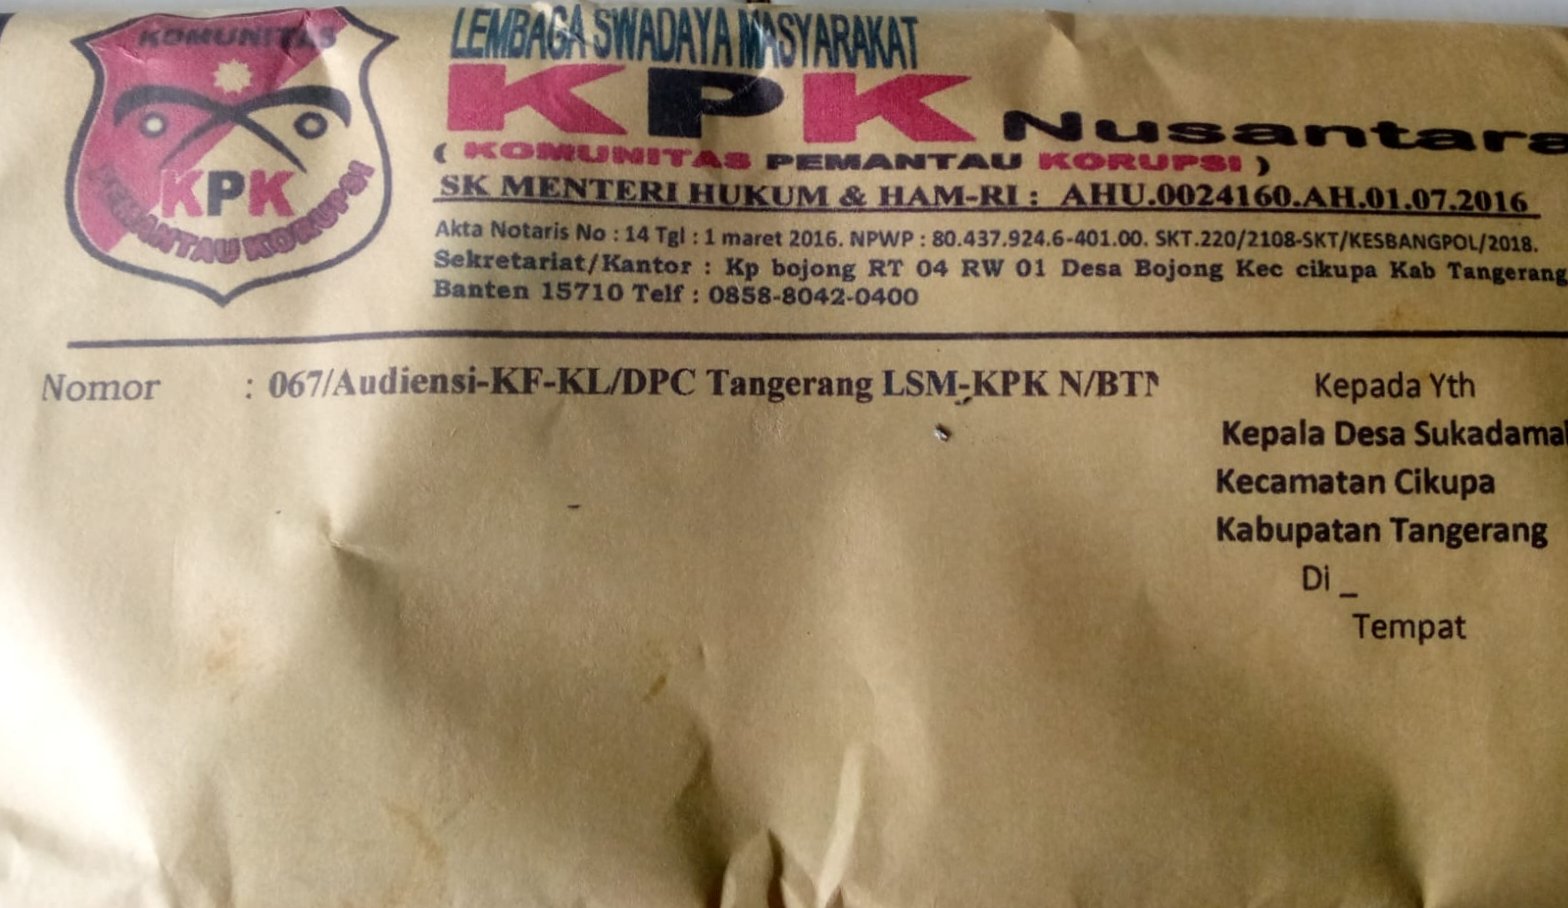 KOMUNITAS
KPK
PEMANTAU KORUPSI
LEMBAGA SWADAYA MASYARAKAT
KPK Nusantara
( KOMUNITAS PEMANTAU KORUPSI )
SK MENTERI HUKUM & HAM-RI : AHU.0024160.AH.01.07.2016
Akta Notaris No : 14 Tgl : 1 maret 2016. NPWP : 80.437.924.6-401.00. SKT.220/2108-SKT/KESBANGPOL/2018.
Sekretariat/Kantor : Kp bojong RT 04 RW 01 Desa Bojong Kec cikupa Kab Tangerang
Banten 15710 Telf : 0858-8042-0400
Nomor : 067/Audiensi-KF-KL/DPC Tangerang LSM-KPK N/BTN
Kepada Yth
Kepala Desa Sukadamai
Kecamatan Cikupa
Kabupatan Tangerang
Di _
Tempat